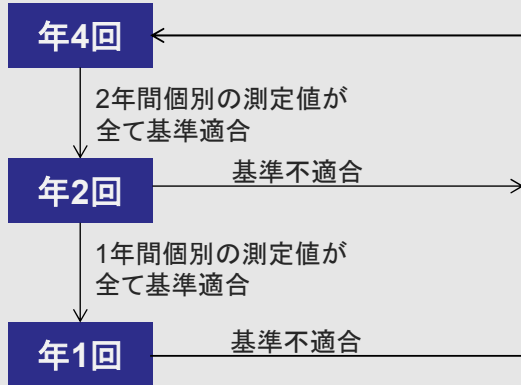 年4回
2年間個別の測定値が
全て基準適合
年2回
基準不適合
1年間個別の測定値が
全て基準適合
年1回
基準不適合